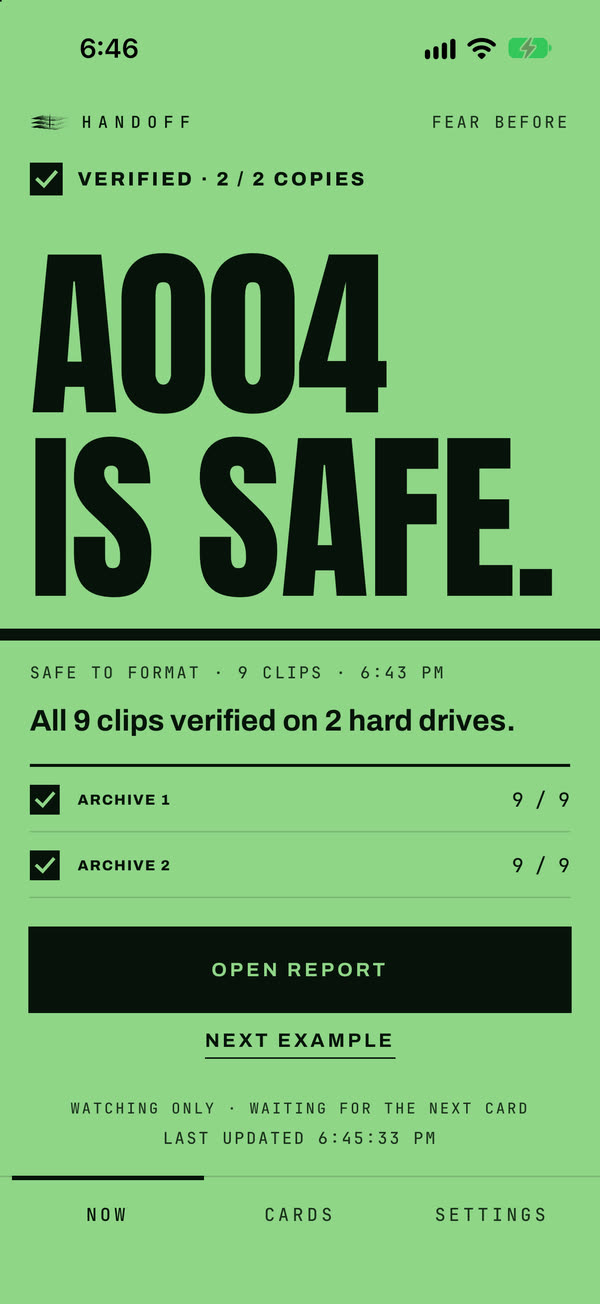 6:46
HANDOFF
FEAR BEFORE
VERIFIED · 2 / 2 COPIES
A004
IS SAFE.
SAFE TO FORMAT · 9 CLIPS · 6:43 PM
All 9 clips verified on 2 hard drives.
ARCHIVE 1
9 / 9
ARCHIVE 2
9 / 9
OPEN REPORT
NEXT EXAMPLE
WATCHING ONLY · WAITING FOR THE NEXT CARD
LAST UPDATED 6:45:33 PM
NOW
CARDS
SETTINGS